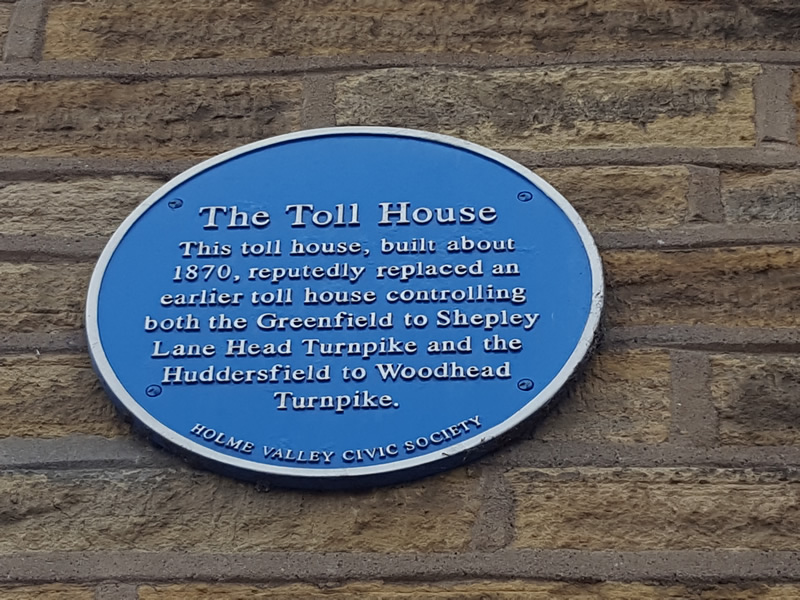 The Toll House
This toll house, built about
1870, reputedly replaced an
earlier toll house controlling
both the Greenfield to Shepley
Lane Head Turnpike and the
Huddersfield to Woodhead
Turnpike.
HOLME VALLEY CIVIC SOCIETY